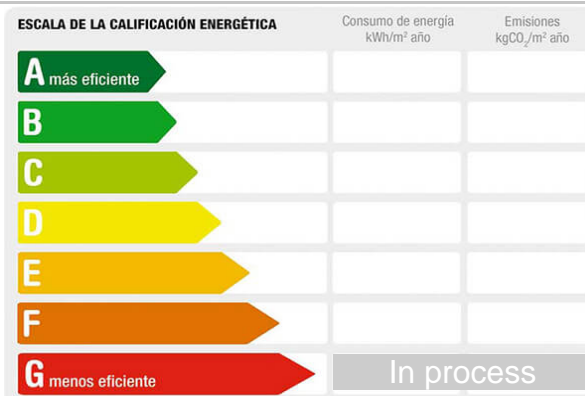 ESCALA DE LA CALIFICACIÓN ENERGÉTICA
Consumo de energía
kWh/m² año
Emisiones
kgCO₂/m² año
A más eficiente
B
C
D
E
F
G menos eficiente
In process